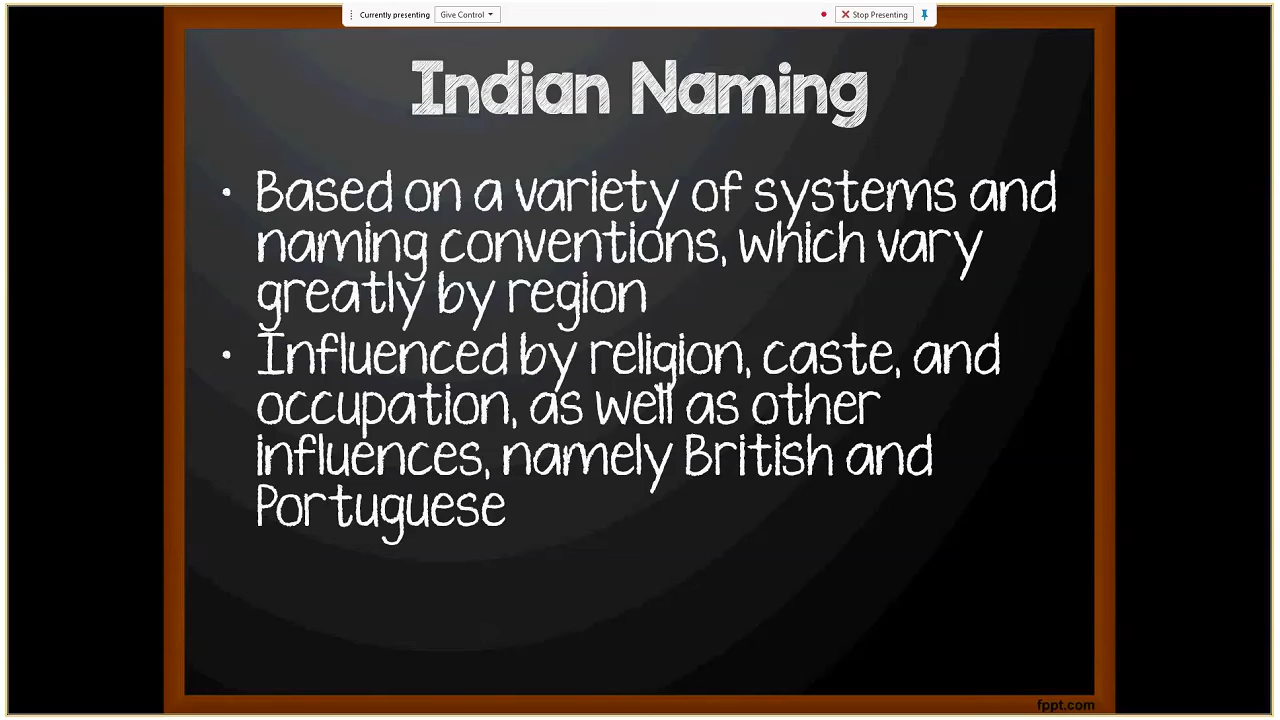 Currently presenting Give Control Stop Presenting
Indian Naming
• Based on a variety of systems and
naming conventions, which vary
greatly by region
• Influenced by religion, caste, and
occupation, as well as other
influences, namely British and
Portuguese
fppt.com